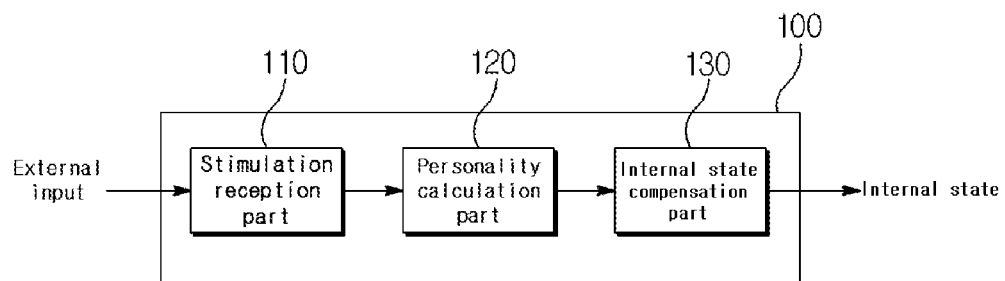 100
110
120
130
External
input
Stimulation
reception
part
Personality
calculation
part
Internal state
compensation
part
Internal state